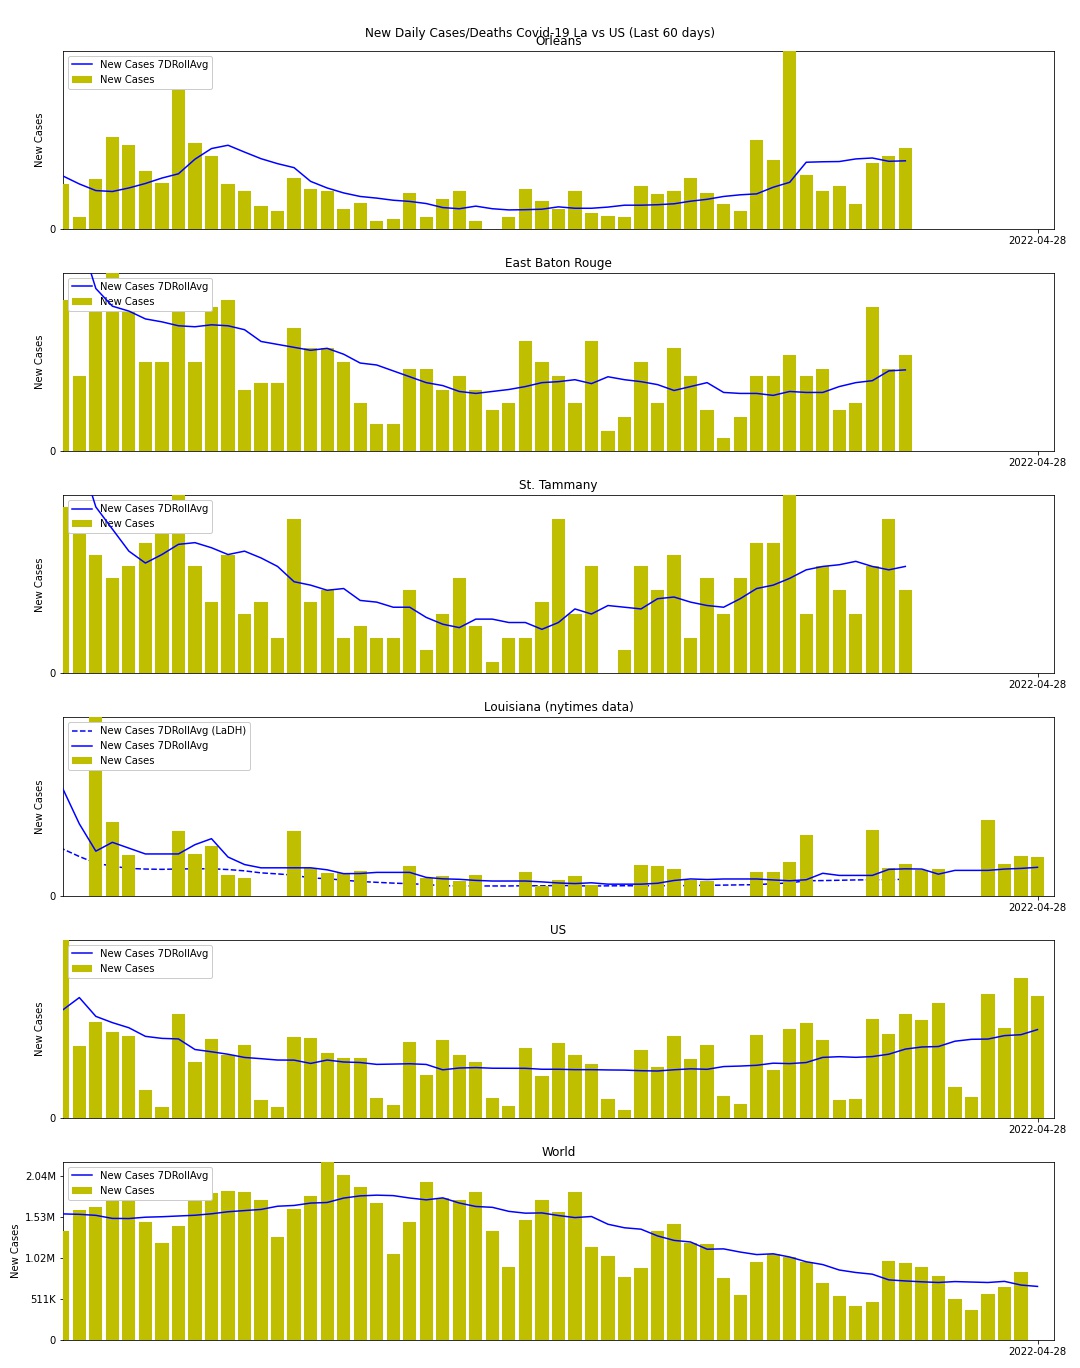 New Daily Cases/Deaths Covid-19 La vs US (Last 60 days)
Orleans
New Cases 7DRollAvg
New Cases
New Cases
0
2022-04-28
East Baton Rouge
New Cases 7DRollAvg
New Cases
New Cases
0
2022-04-28
St. Tammany
New Cases 7DRollAvg
New Cases
New Cases
0
2022-04-28
Louisiana (nytimes data)
New Cases 7DRollAvg (LaDH)
New Cases 7DRollAvg
New Cases
New Cases
0
2022-04-28
US
New Cases 7DRollAvg
New Cases
New Cases
0
2022-04-28
World
2.04M
New Cases 7DRollAvg
New Cases
1.53M
New Cases
1.02M
511K
0
2022-04-28